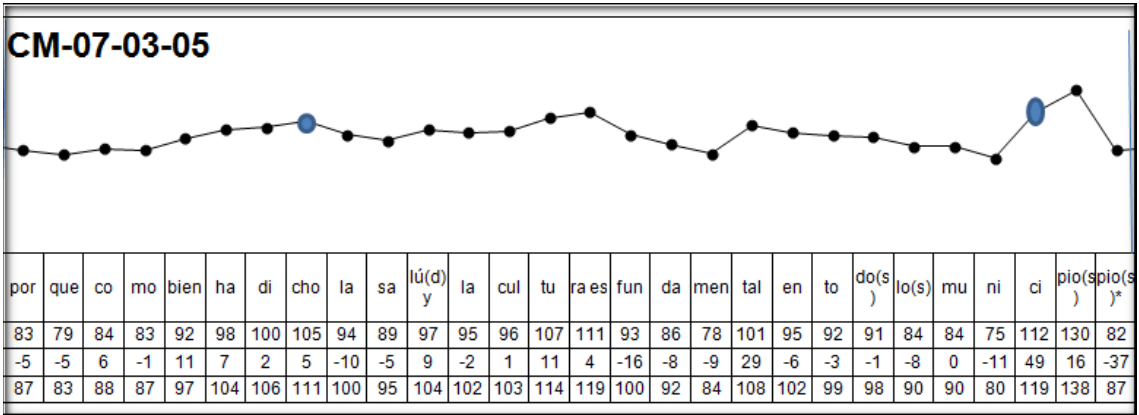 CM-07-03-05
por que co mo bien ha di cho la sa lú(d) y la cul tu ra es fun da men tal en to do(s) lo(s) mu ni ci pio(s) pio(s)*
83 79 84 83 92 98 100 105 94 89 97 95 96 107 111 93 86 78 101 95 92 91 84 84 75 112 130 82
-5 -5 6 -1 11 7 2 5 -10 -5 9 -2 1 11 4 -16 -8 -9 29 -6 -3 -1 -8 0 -11 49 16 -37
87 83 88 87 97 104 106 111 100 95 104 102 103 114 119 100 92 84 108 102 99 98 90 90 80 119 138 87